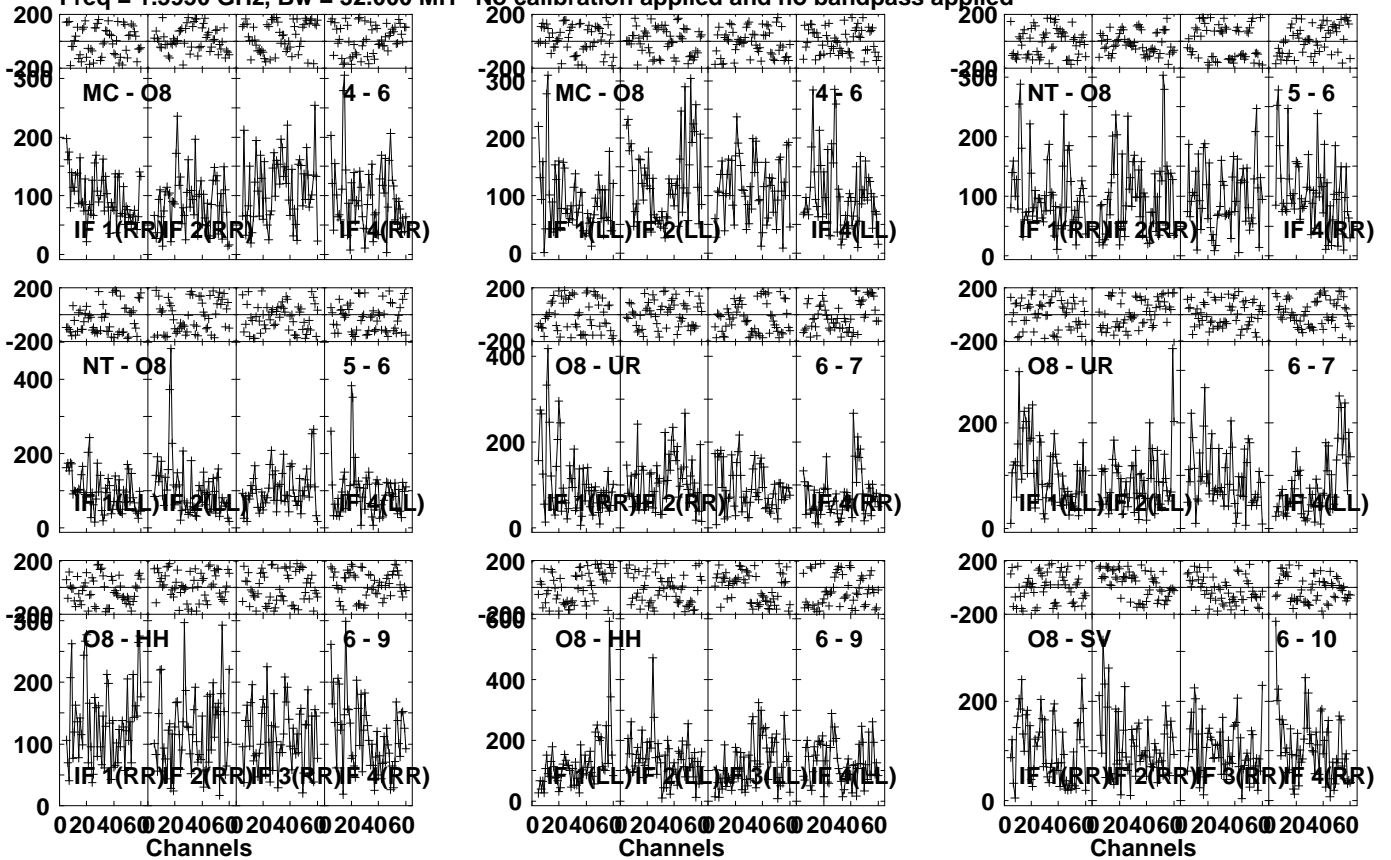 No calibration applied and no bandpass applied
200
-200
300
200
100
0
MC - O8
4 - 6
IF 1(RR)
IF 2(RR)
IF 4(RR)
200
-200
300
200
100
0
MC - O8
4 - 6
IF 1(LL)
IF 2(LL)
IF 4(LL)
200
-200
300
200
100
0
NT - O8
5 - 6
IF 1(RR)
IF 2(RR)
IF 4(RR)
200
-200
400
200
0
NT - O8
5 - 6
IF 1(LL)
IF 2(LL)
IF 4(LL)
200
-200
400
200
0
O8 - UR
6 - 7
IF 1(RR)
IF 2(RR)
IF 4(RR)
200
-200
200
0
O8 - UR
6 - 7
IF 1(LL)
IF 2(LL)
IF 4(LL)
200
-200
300
200
100
0
O8 - HH
6 - 9
IF 1(RR)
IF 2(RR)
IF 3(RR)
IF 4(RR)
200
-200
600
400
200
0
O8 - HH
6 - 9
IF 1(LL)
IF 2(LL)
IF 3(LL)
IF 4(LL)
200
-200
200
0
O8 - SV
6 - 10
IF 1(RR)
IF 2(RR)
IF 3(RR)
IF 4(RR)
0 20 40 60 0 20 40 60 0 20 40 60 0 20 40 60
Channels
0 20 40 60 0 20 40 60 0 20 40 60 0 20 40 60
Channels
0 20 40 60 0 20 40 60 0 20 40 60 0 20 40 60
Channels